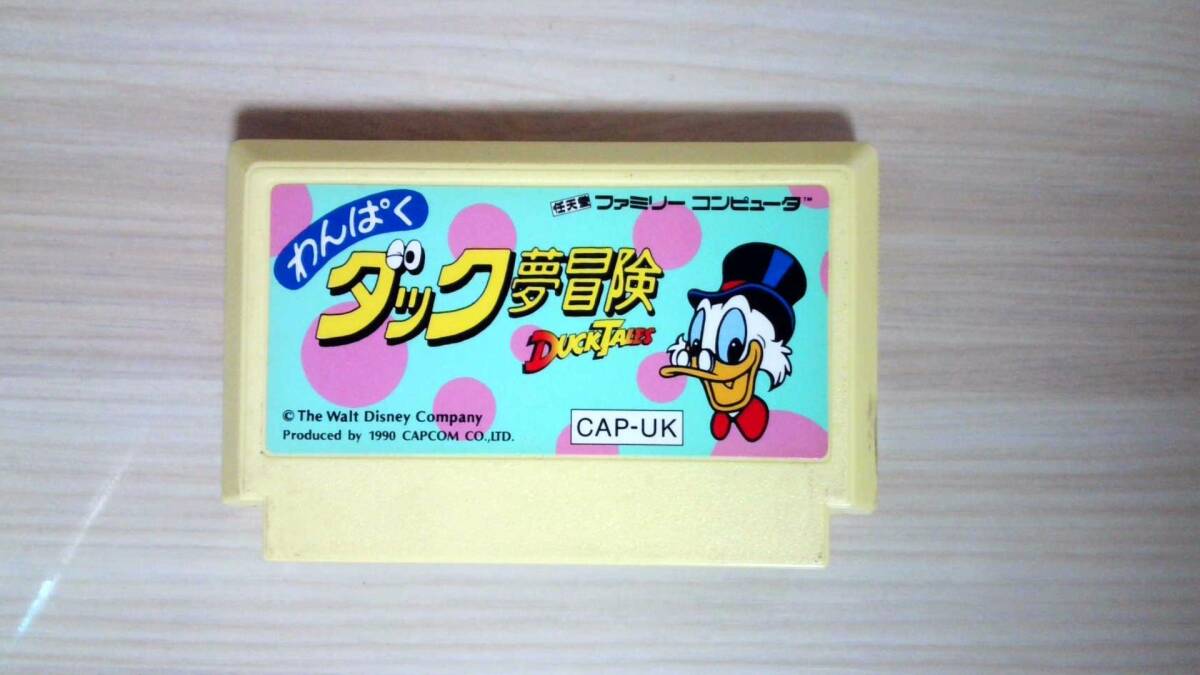 任天堂 ファミリー コンピュータ™
わんぱく
ダック夢冒険
DUCKTALES
© The Walt Disney Company
Produced by 1990 CAPCOM CO.,LTD.
CAP-UK